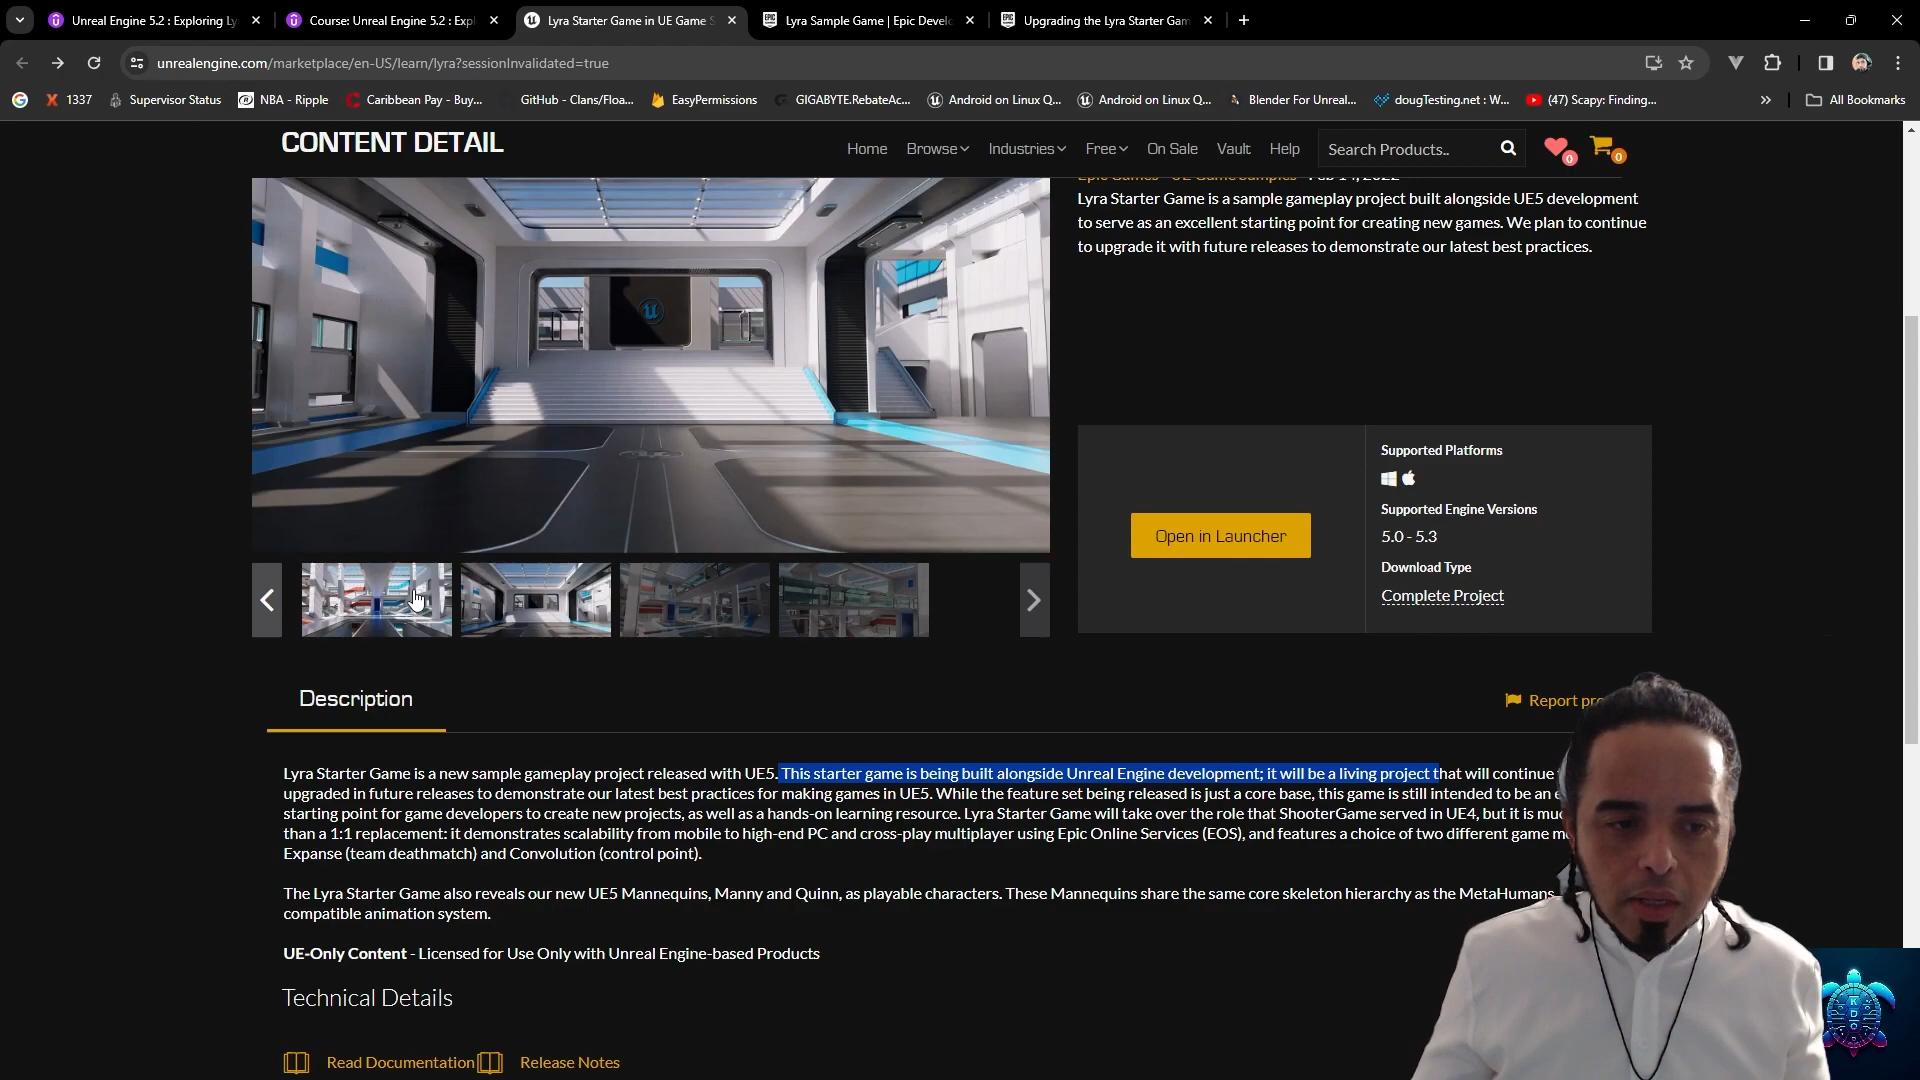 Unreal Engine 5.2 : Exploring Ly
Course: Unreal Engine 5.2 : Expl
Lyra Starter Game in UE Game S
Lyra Sample Game | Epic Develo
Upgrading the Lyra Starter Gam
unrealengine.com/marketplace/en-US/learn/lyra?sessionInvalidated=true
1337
Supervisor Status
NBA - Ripple
Caribbean Pay - Buy...
GitHub - Clans/Floa...
EasyPermissions
GIGABYTE.RebateAc...
Android on Linux Q...
Android on Linux Q...
Blender For Unreal...
dougTesting.net : W...
(47) Scapy: Finding...
All Bookmarks
CONTENT DETAIL
Home
Browse
Industries
Free
On Sale
Vault
Help
Search Products..
0
0
Epic Games - UE Game Samples - Feb 14, 2022
Lyra Starter Game is a sample gameplay project built alongside UE5 development
to serve as an excellent starting point for creating new games. We plan to continue
to upgrade it with future releases to demonstrate our latest best practices.
Open in Launcher
Supported Platforms
Supported Engine Versions
5.0 - 5.3
Download Type
Complete Project
Description
Report pro
Lyra Starter Game is a new sample gameplay project released with UE5. This starter game is being built alongside Unreal Engine development; it will be a living project that will continue
upgraded in future releases to demonstrate our latest best practices for making games in UE5. While the feature set being released is just a core base, this game is still intended to be an e
starting point for game developers to create new projects, as well as a hands-on learning resource. Lyra Starter Game will take over the role that ShooterGame served in UE4, but it is muc
than a 1:1 replacement: it demonstrates scalability from mobile to high-end PC and cross-play multiplayer using Epic Online Services (EOS), and features a choice of two different game m
Expanse (team deathmatch) and Convolution (control point).
The Lyra Starter Game also reveals our new UE5 Mannequins, Manny and Quinn, as playable characters. These Mannequins share the same core skeleton hierarchy as the MetaHumans
compatible animation system.
UE-Only Content - Licensed for Use Only with Unreal Engine-based Products
Technical Details
Read Documentation
Release Notes